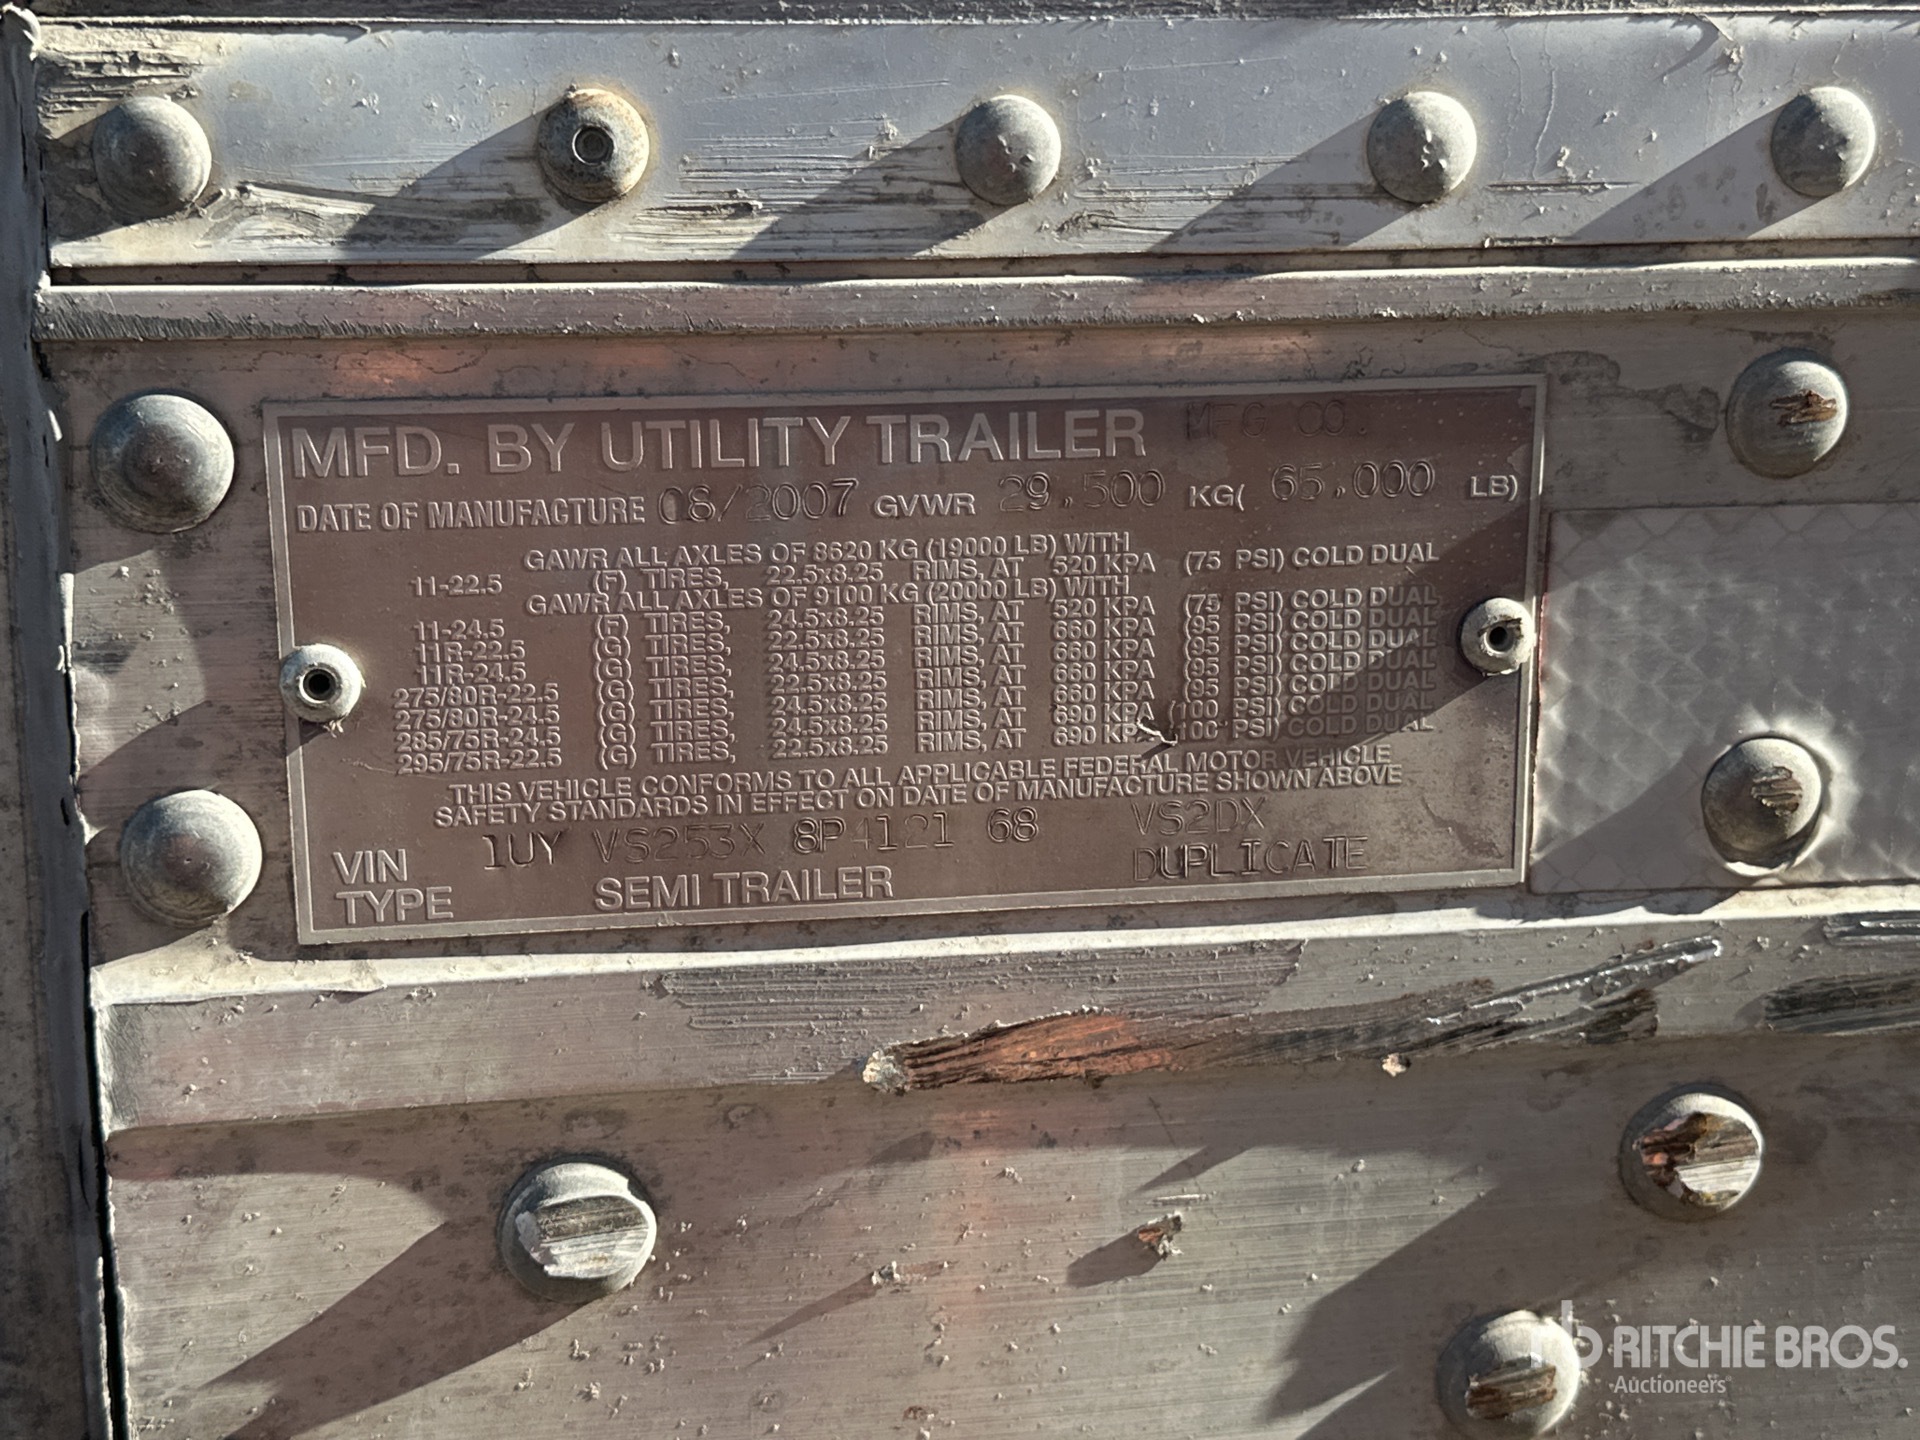 MFD. BY UTILITY TRAILER MFG CO.
DATE OF MANUFACTURE 08/2007 GVWR 29,500 KG( 65,000 LB)
GAWR ALL AXLES OF 8620 KG (19000 LB) WITH
11-22.5 (F) TIRES, 22.5x8.25 RIMS, AT 520 KPA (75 PSI) COLD DUAL
GAWR ALL AXLES OF 9100 KG (20000 LB) WITH
11-24.5 (F) TIRES, 24.5x8.25 RIMS, AT 520 KPA (75 PSI) COLD DUAL
11R-22.5 (G) TIRES, 22.5x8.25 RIMS, AT 660 KPA (95 PSI) COLD DUAL
11R-24.5 (G) TIRES, 24.5x8.25 RIMS, AT 660 KPA (95 PSI) COLD DUAL
275/80R-22.5 (G) TIRES, 22.5x8.25 RIMS, AT 660 KPA (95 PSI) COLD DUAL
275/80R-24.5 (G) TIRES, 24.5x8.25 RIMS, AT 660 KPA (95 PSI) COLD DUAL
285/75R-24.5 (G) TIRES, 24.5x8.25 RIMS, AT 690 KPA (100 PSI) COLD DUAL
295/75R-22.5 (G) TIRES, 22.5x8.25 RIMS, AT 690 KPA (100 PSI) COLD DUAL
THIS VEHICLE CONFORMS TO ALL APPLICABLE FEDERAL MOTOR VEHICLE
SAFETY STANDARDS IN EFFECT ON DATE OF MANUFACTURE SHOWN ABOVE
VIN 1UY VS253X 8P4121 68 VS2DX
TYPE SEMI TRAILER DUPLICATE
rb RITCHIE BROS.
Auctioneers